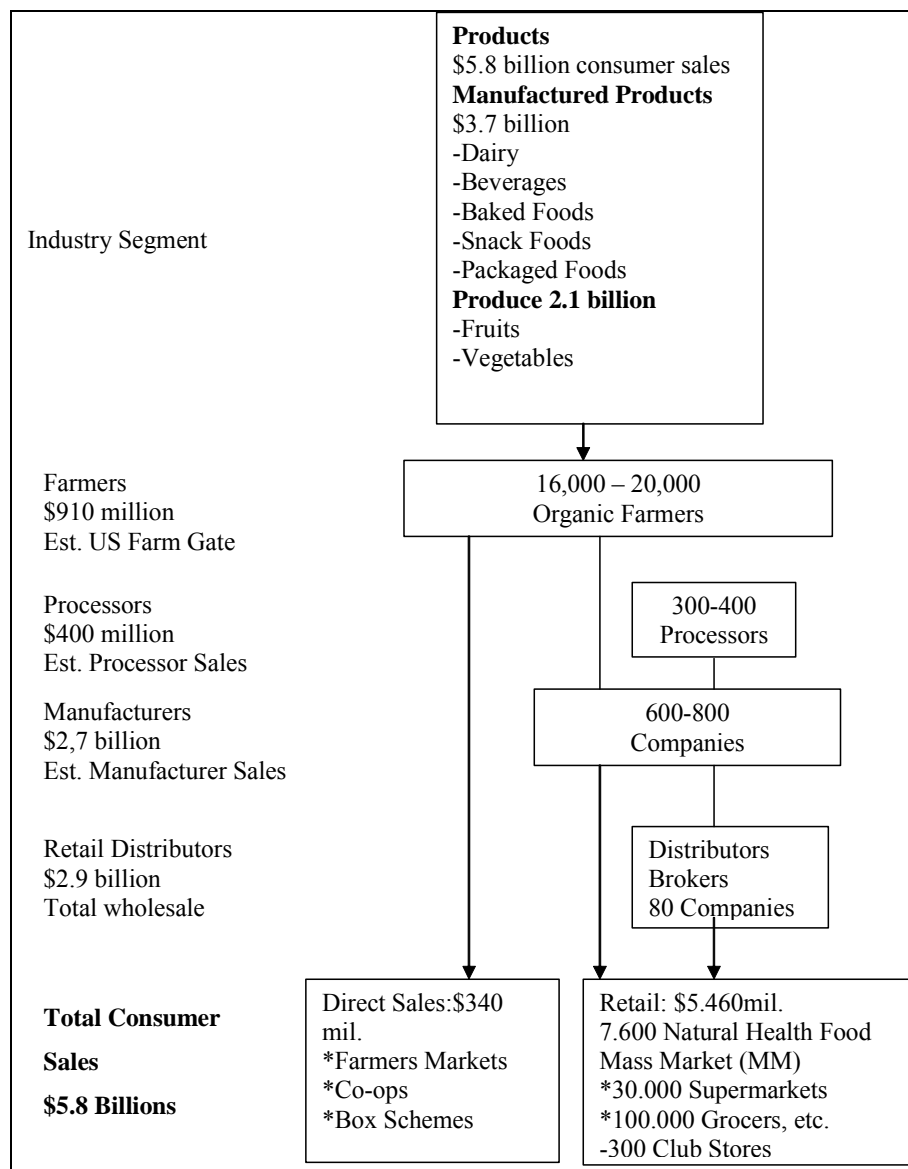 Products
$5.8 billion consumer sales
Manufactured Products
$3.7 billion
-Dairy
-Beverages
-Baked Foods
-Snack Foods
-Packaged Foods
Produce 2.1 billion
-Fruits
-Vegetables
Industry Segment
Farmers
$910 million
Est. US Farm Gate
16,000 – 20,000
Organic Farmers
Processors
$400 million
Est. Processor Sales
300-400
Processors
Manufacturers
$2,7 billion
Est. Manufacturer Sales
600-800
Companies
Retail Distributors
$2.9 billion
Total wholesale
Distributors
Brokers
80 Companies
Total Consumer
Sales
$5.8 Billions
Direct Sales:$340
mil.
*Farmers Markets
*Co-ops
*Box Schemes
Retail: $5.460mil.
7.600 Natural Health Food
Mass Market (MM)
*30.000 Supermarkets
*100.000 Grocers, etc.
-300 Club Stores